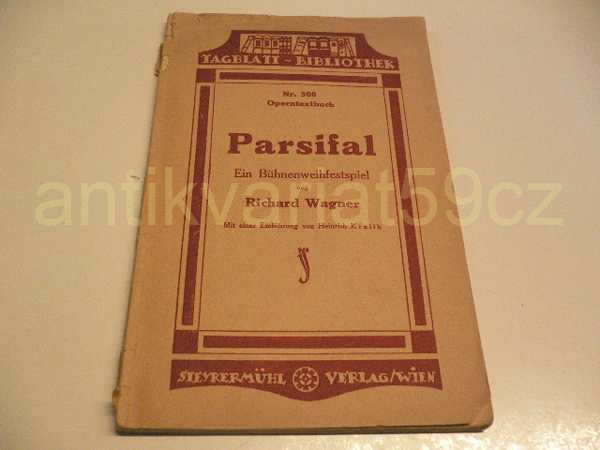 TAGBLATT-BIBLIOTHEK
Nr. 508
Operntextbuch
Parsifal
Ein Bühnenweihfestspiel
von
Richard Wagner
Mit einer Einführung von Heinrich Kralik
STEYRERMÜHL VERLAG/WIEN
antikvariat59cz